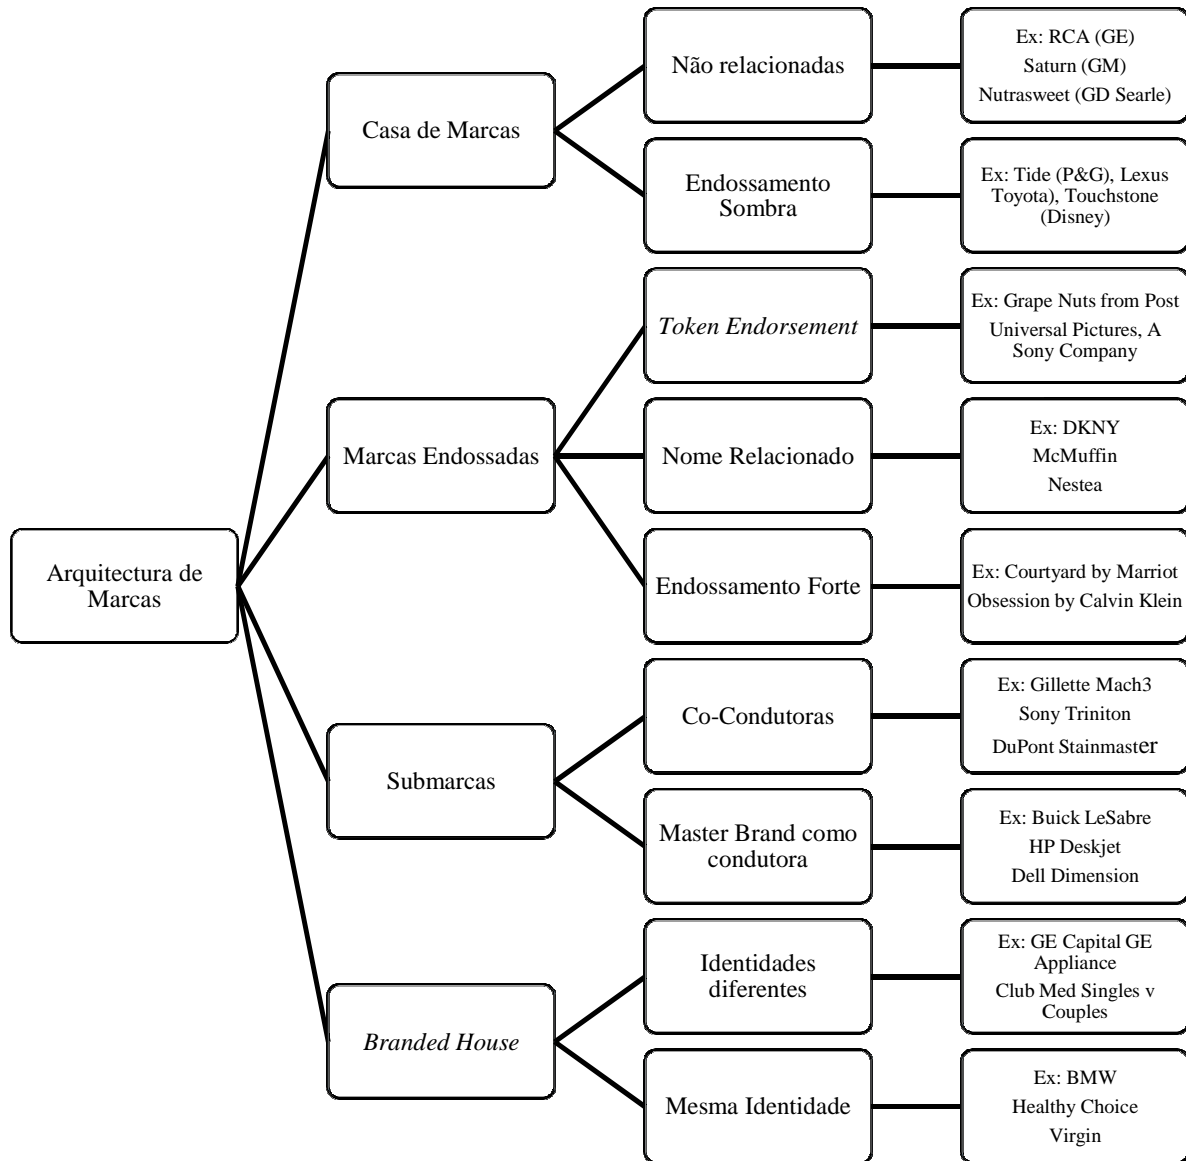 Não relacionadas
Ex: RCA (GE)
Saturn (GM)
Nutrasweet (GD Searle)
Casa de Marcas
Endossamento
Sombra
Ex: Tide (P&G), Lexus
Toyota), Touchstone
(Disney)
Token Endorsement
Ex: Grape Nuts from Post
Universal Pictures, A
Sony Company
Marcas Endossadas
Nome Relacionado
Ex: DKNY
McMuffin
Nestea
Arquitectura de
Marcas
Endossamento Forte
Ex: Courtyard by Marriot
Obsession by Calvin Klein
Co-Condutoras
Ex: Gillette Mach3
Sony Triniton
DuPont Stainmaster
Submarcas
Master Brand como
condutora
Ex: Buick LeSabre
HP Deskjet
Dell Dimension
Identidades
diferentes
Ex: GE Capital GE
Appliance
Club Med Singles v
Couples
Branded House
Mesma Identidade
Ex: BMW
Healthy Choice
Virgin